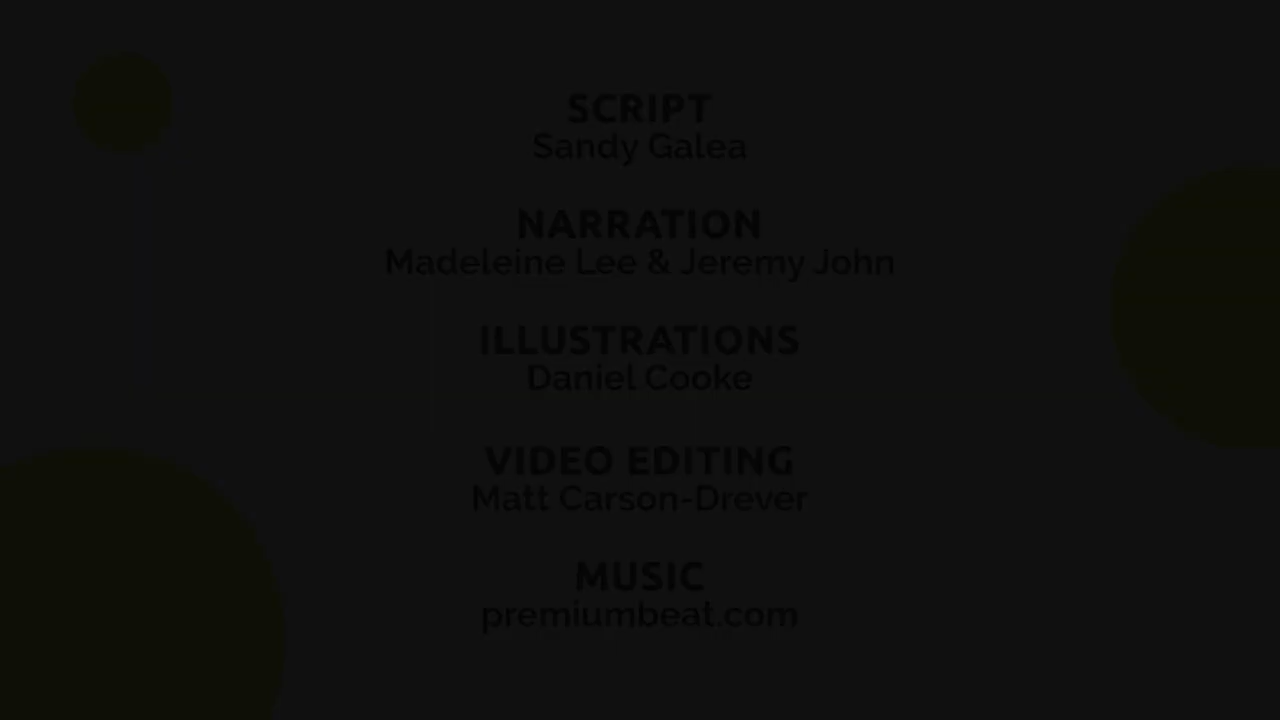 SCRIPT
Sandy Galea
NARRATION
Madeleine Lee & Jeremy John
ILLUSTRATIONS
Daniel Cooke
VIDEO EDITING
Matt Carson-Drever
MUSIC
premiumbeat.com